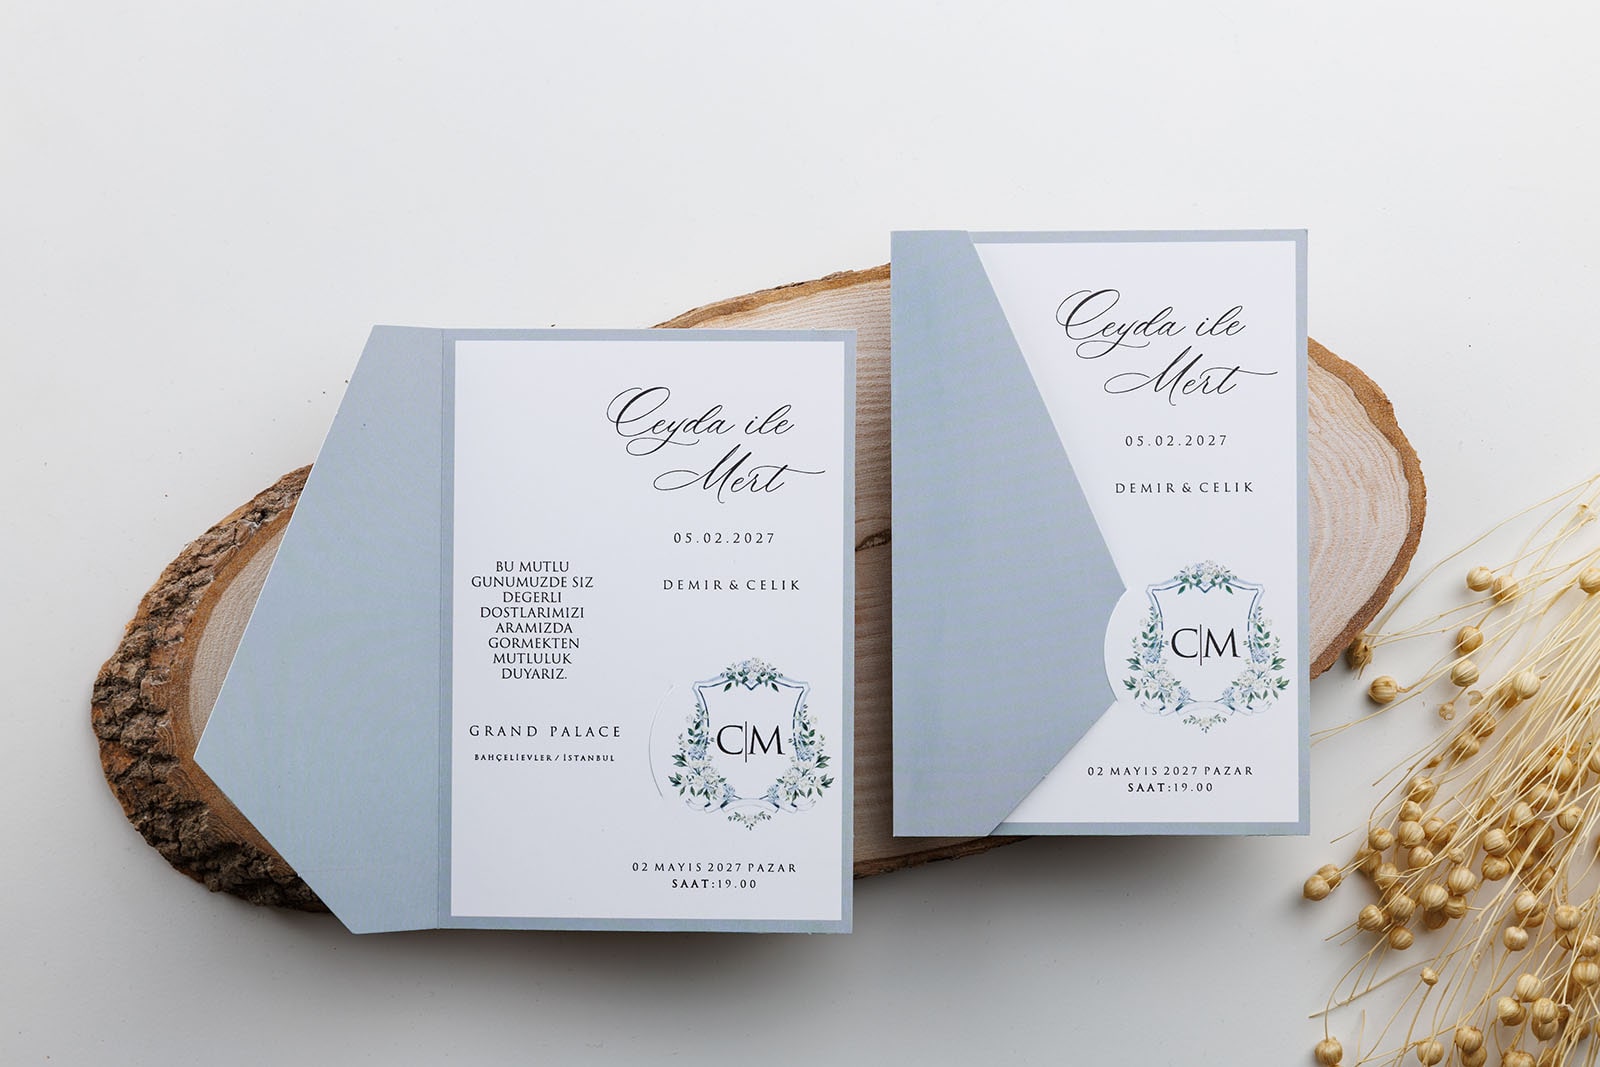 Ceyda ile
Mert
05.02.2027
DEMIR & CELIK
BU MUTLU
GUNUMUZDE SIZ
DEGERLI
DOSTLARIMIZI
ARAMIZDA
GORMEKTEN
MUTLULUK
DUYARIZ.
GRAND PALACE
BAHÇELİEVLER / İSTANBUL
C|M
02 MAYIS 2027 PAZAR
SAAT:19.00
Ceyda ile
Mert
05.02.2027
DEMIR & CELIK
C|M
02 MAYIS 2027 PAZAR
SAAT:19.00